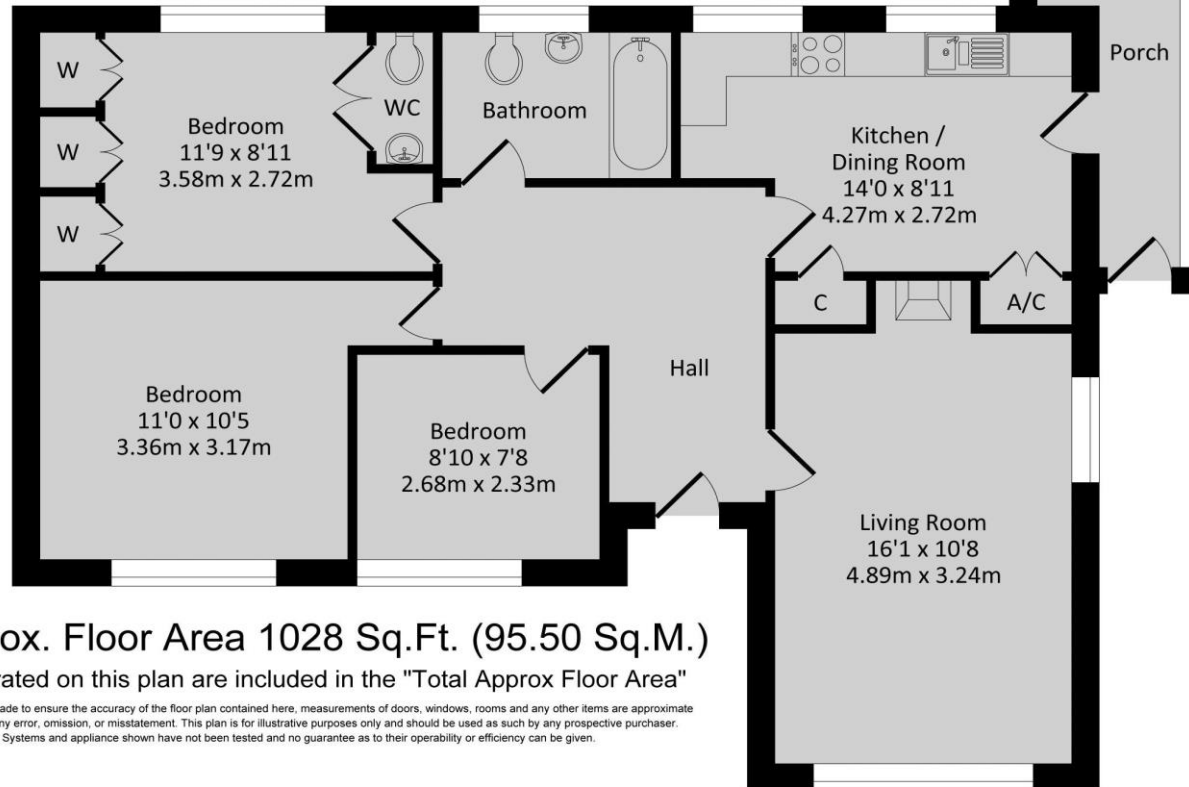 Porch
W
Bedroom
11'9 x 8'11
3.58m x 2.72m
WC
Bathroom
Kitchen /
Dining Room
14'0 x 8'11
4.27m x 2.72m
W
W
C
A/C
Hall
Bedroom
11'0 x 10'5
3.36m x 3.17m
Bedroom
8'10 x 7'8
2.68m x 2.33m
Living Room
16'1 x 10'8
4.89m x 3.24m
ox. Floor Area 1028 Sq.Ft. (95.50 Sq.M.)
rated on this plan are included in the "Total Approx Floor Area"
ade to ensure the accuracy of the floor plan contained here, measurements of doors, windows, rooms and any other items are approximate
ny error, omission, or misstatement. This plan is for illustrative purposes only and should be used as such by any prospective purchaser.
Systems and appliance shown have not been tested and no guarantee as to their operability or efficiency can be given.